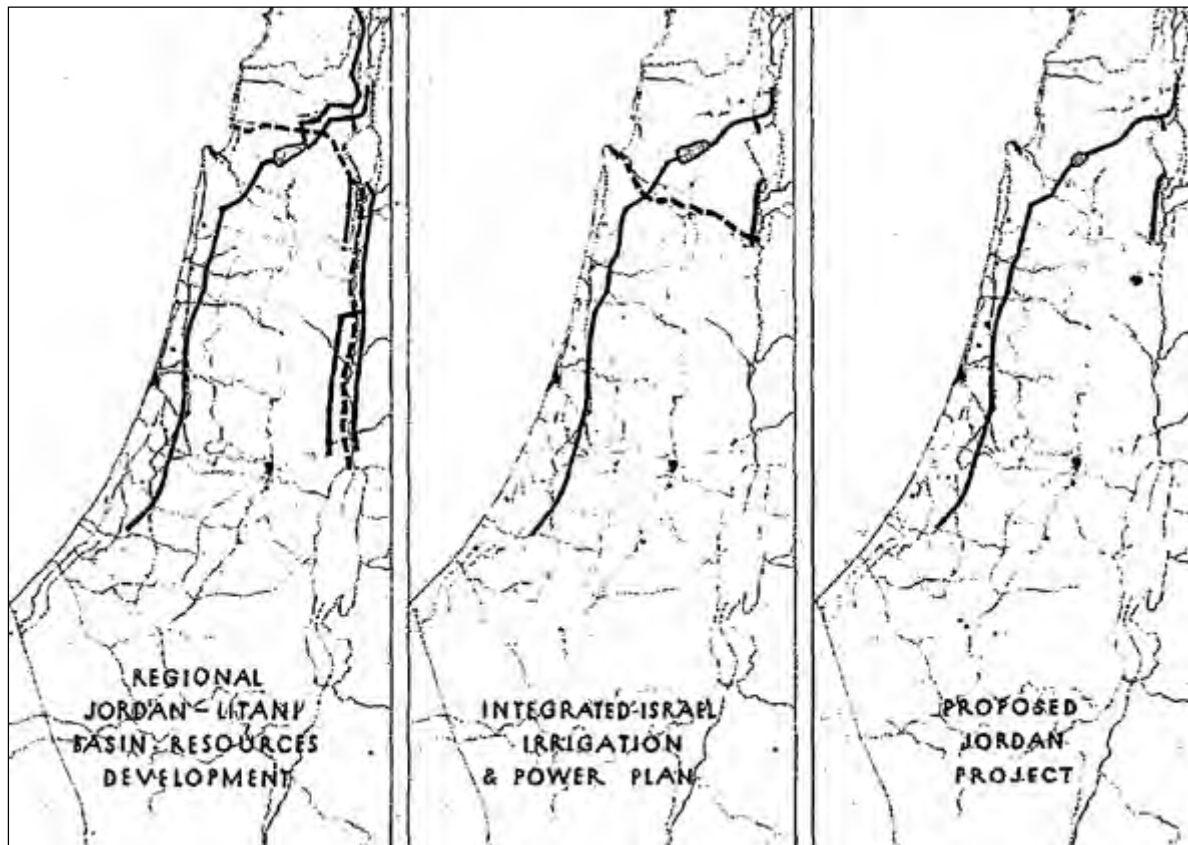 REGIONAL
JORDAN - LITANI
BASIN - RESOURCES
DEVELOPMENT
INTEGRATED-ISRAEL
IRRIGATION
& POWER PLAN
PROPOSED
JORDAN
PROJECT